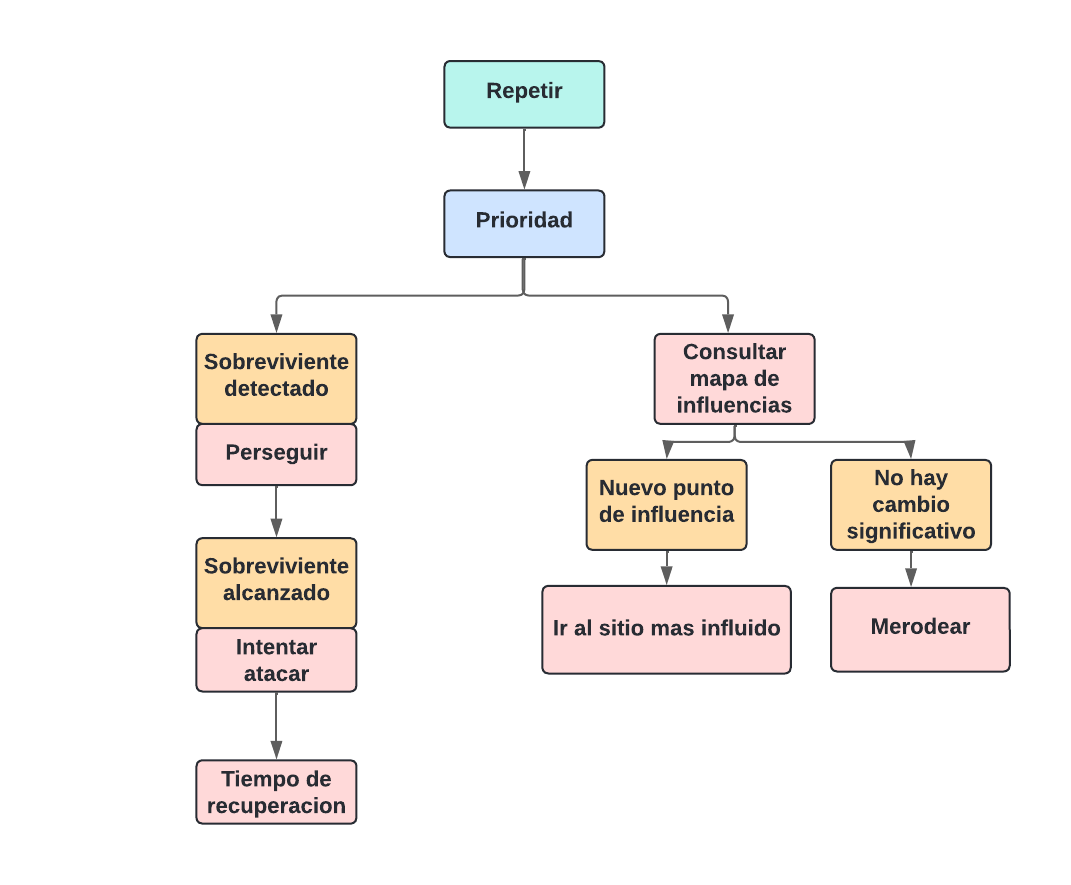 Repetir
Prioridad
Sobreviviente
detectado
Perseguir
Sobreviviente
alcanzado
Intentar
atacar
Tiempo de
recuperacion
Consultar
mapa de
influencias
Nuevo punto
de influencia
Ir al sitio mas influido
No hay
cambio
significativo
Merodear